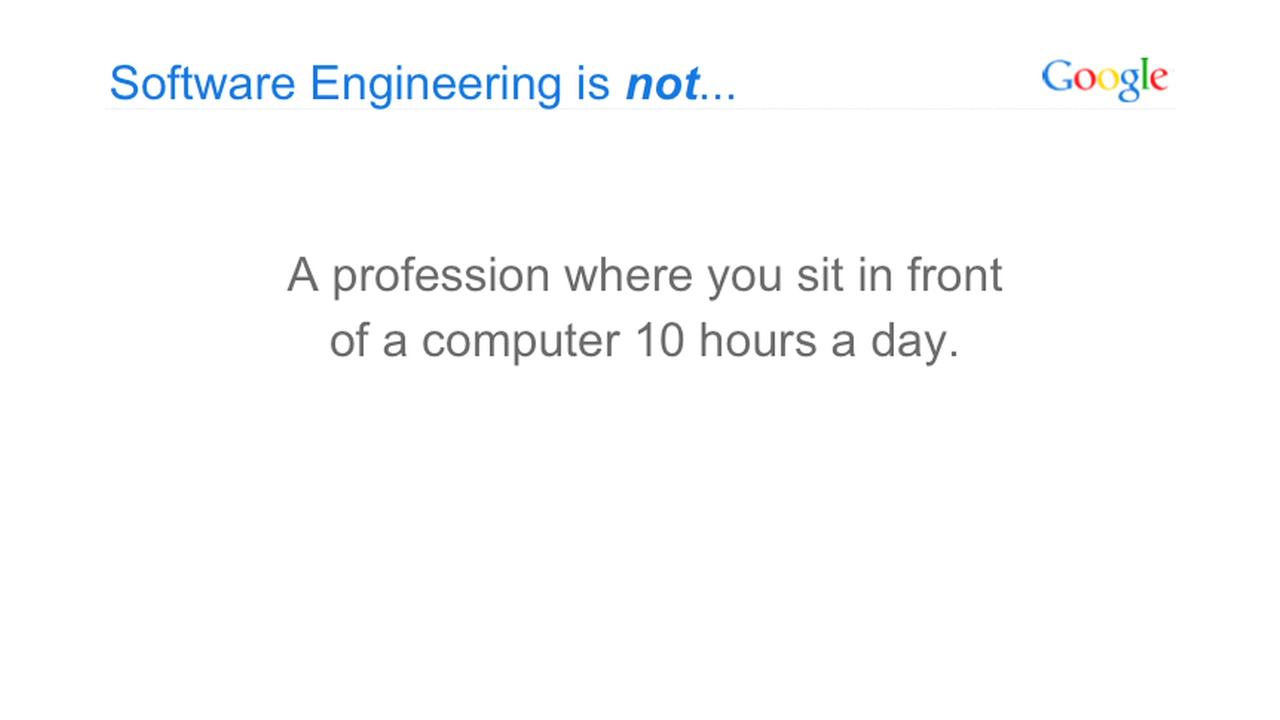 Software Engineering is not...
Google
A profession where you sit in front
of a computer 10 hours a day.